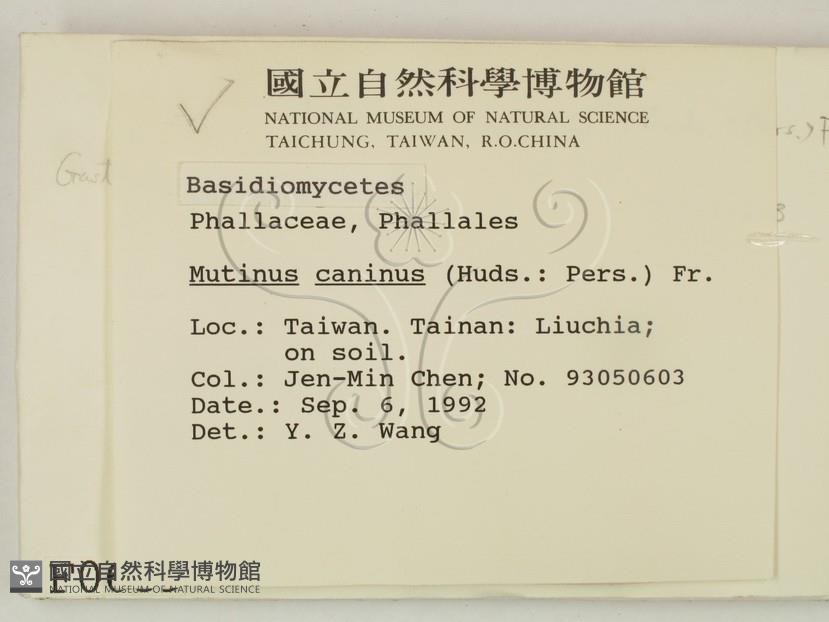 國立自然科學博物館
NATIONAL MUSEUM OF NATURAL SCIENCE
TAICHUNG, TAIWAN, R.O.CHINA
Basidiomycetes
Phallaceae, Phallales
Mutinus caninus (Huds.: Pers.) Fr.
Loc.: Taiwan. Tainan: Liuchia;
on soil.
Col.: Jen-Min Chen; No. 93050603
Date.: Sep. 6, 1992
Det.: Y. Z. Wang
國立自然科學博物館
NATIONAL MUSEUM OF NATURAL SCIENCE